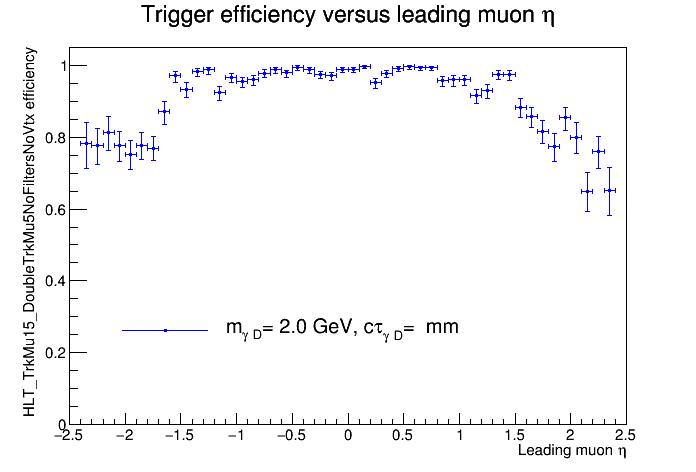 Trigger efficiency versus leading muon η
HLT_TrkMu15_DoubleTrkMu5NoFiltersNoVtx efficiency
1
0.8
0.6
0.4
0.2
0
mγ D= 2.0 GeV, cτγ D=  mm
−2.5 −2 −1.5 −1 −0.5 0 0.5 1 1.5 2 2.5
Leading muon η